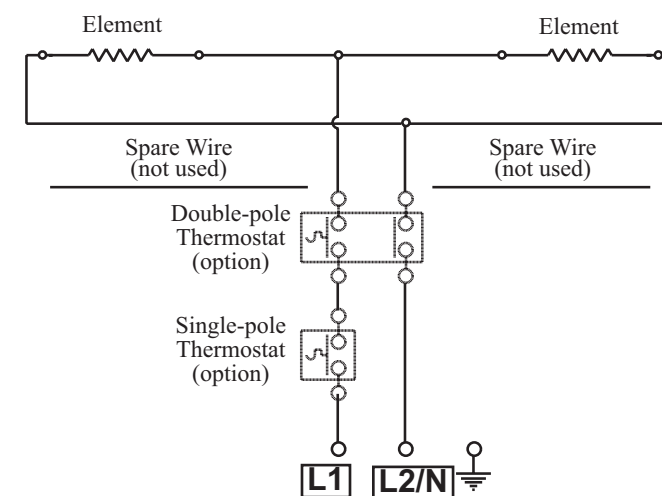 Element
Element
Spare Wire
(not used)
Spare Wire
(not used)
Double-pole
Thermostat
(option)
Single-pole
Thermostat
(option)
L1
L2/N